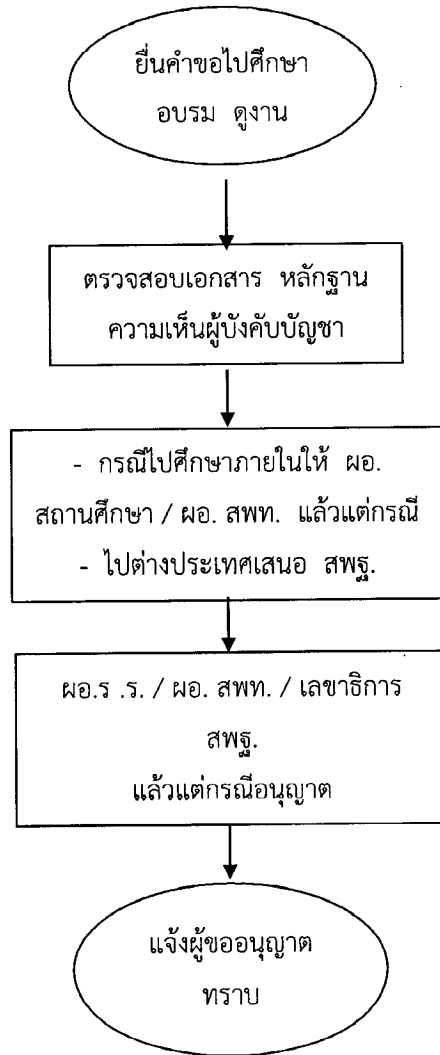 ยื่นคำขอไปศึกษา
อบรม ดูงาน
ตรวจสอบเอกสาร หลักฐาน
ความเห็นผู้บังคับบัญชา
- กรณีไปศึกษาภายในให้ ผอ.
สถานศึกษา / ผอ. สพท. แล้วแต่กรณี
- ไปต่างประเทศเสนอ สพฐ.
ผอ.ร .ร. / ผอ. สพท. / เลขาธิการ
สพฐ.
แล้วแต่กรณีอนุญาต
แจ้งผู้ขออนุญาต
ทราบ